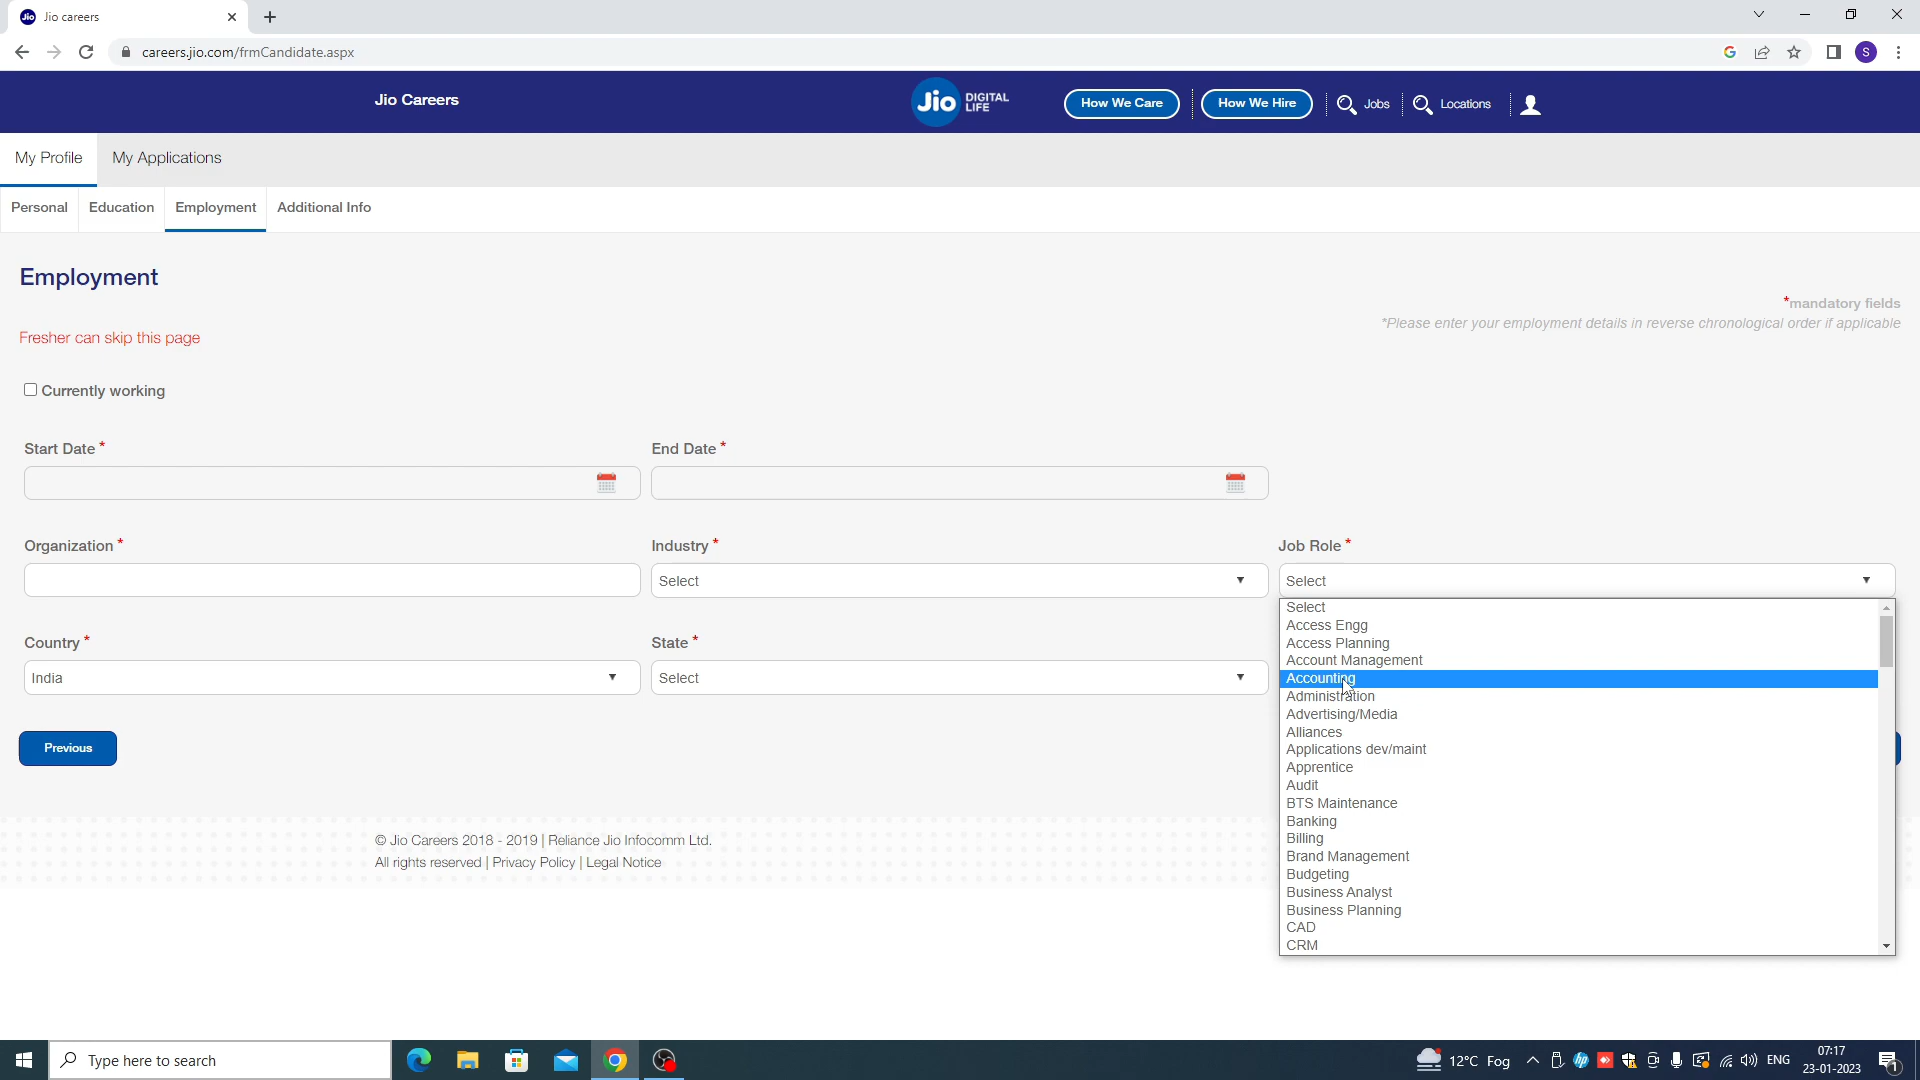 Jio careers
careers.jio.com/frmCandidate.aspx
S
Jio Careers
Jio DIGITAL LIFE
How We Care
How We Hire
Jobs
Locations
My Profile
My Applications
Personal
Education
Employment
Additional Info
Employment
*mandatory fields
*Please enter your employment details in reverse chronological order if applicable
Fresher can skip this page
Currently working
Start Date *
End Date *
Organization *
Industry *
Job Role *
Select
Select
Country *
State *
India
Select
Select
Access Engg
Access Planning
Account Management
Accounting
Administration
Advertising/Media
Alliances
Applications dev/maint
Apprentice
Audit
BTS Maintenance
Banking
Billing
Brand Management
Budgeting
Business Analyst
Business Planning
CAD
CRM
Previous
© Jio Careers 2018 - 2019 | Reliance Jio Infocomm Ltd.
All rights reserved | Privacy Policy | Legal Notice
Type here to search
12°C Fog
ENG
07:17
23-01-2023
1